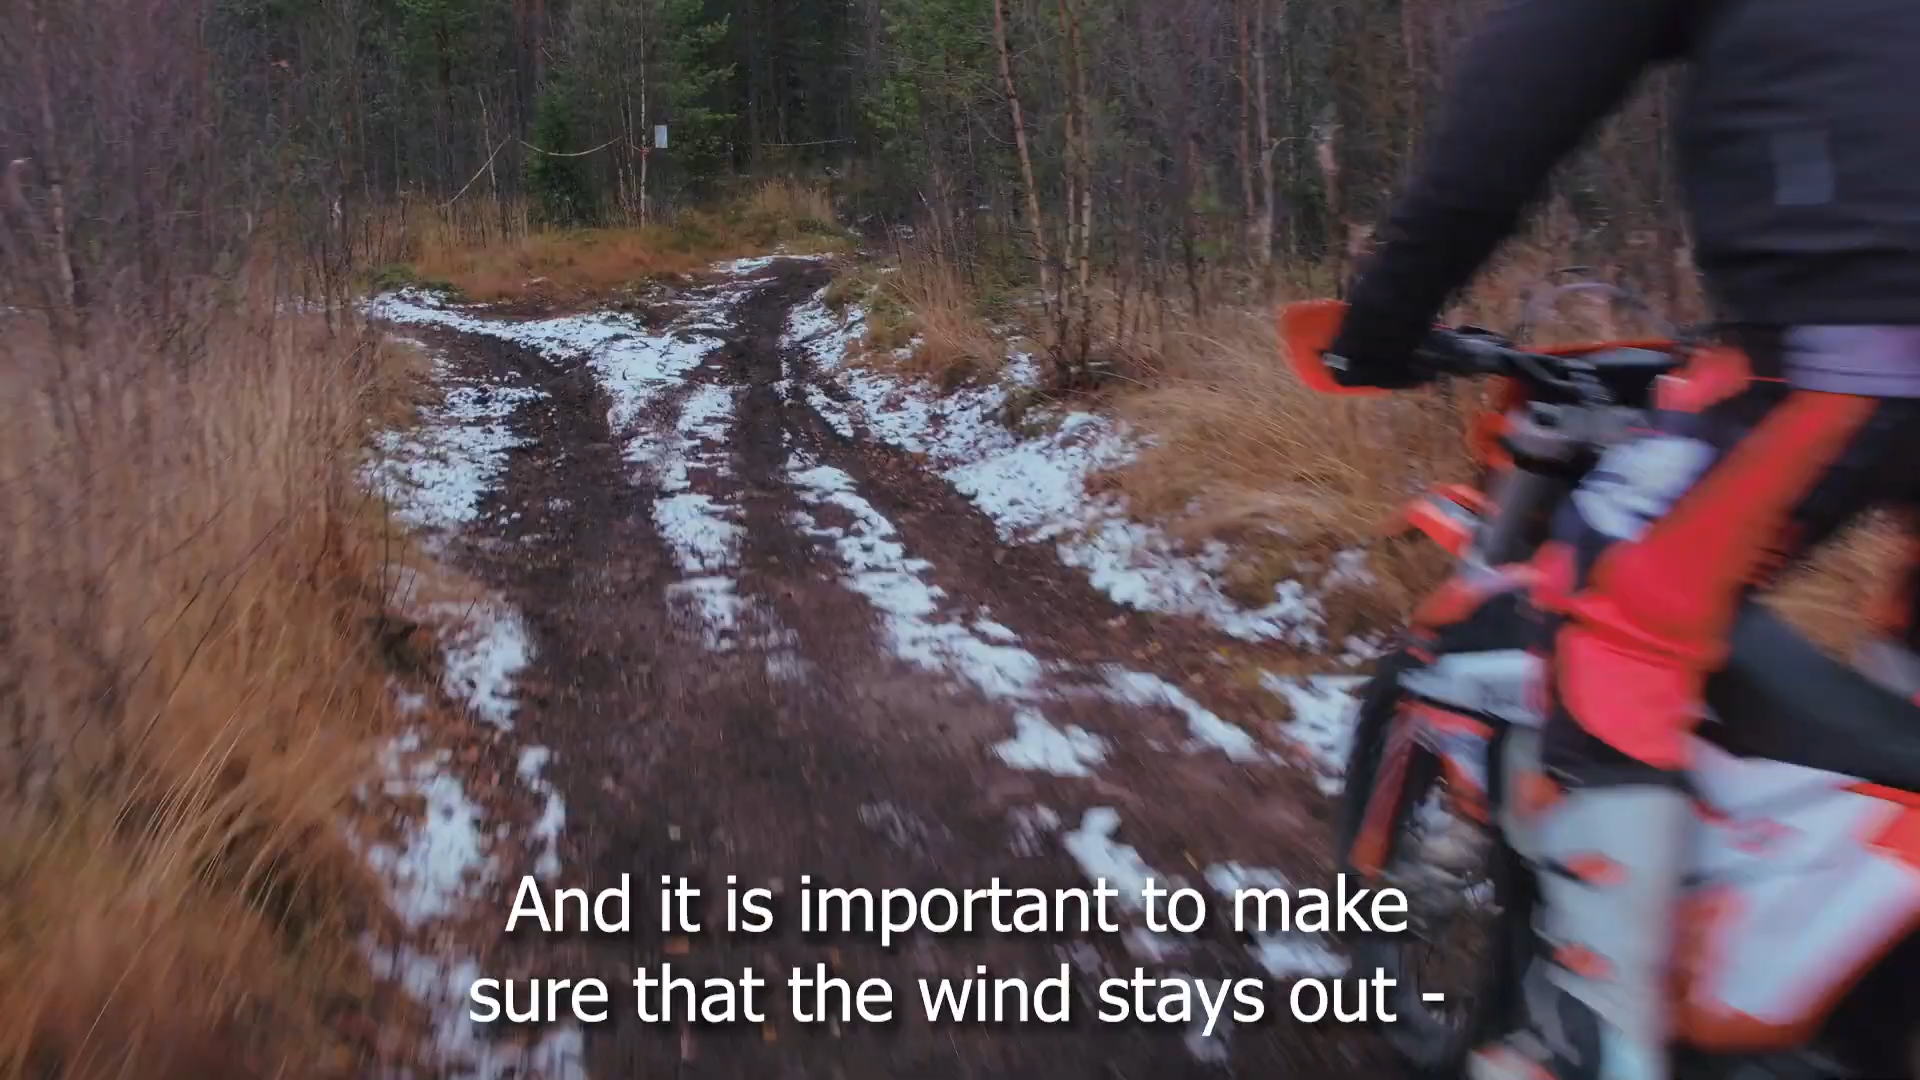 And it is important to make
sure that the wind stays out -